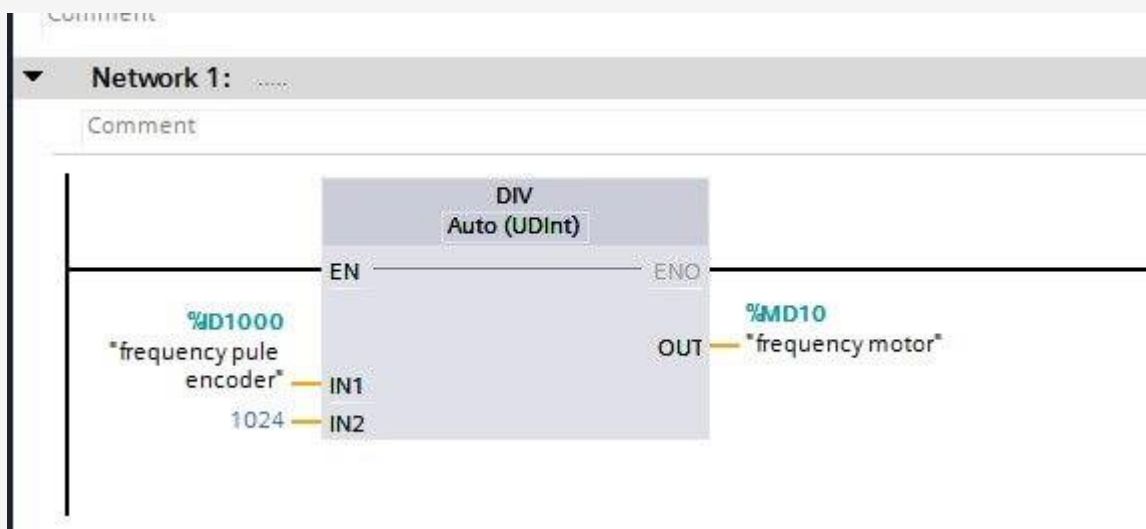 Comment
Network 1: .....
Comment
DIV
Auto (UDInt)
EN ENO
%ID1000
"frequency pule
encoder"
IN1
1024
IN2
%MD10
"frequency motor"
OUT